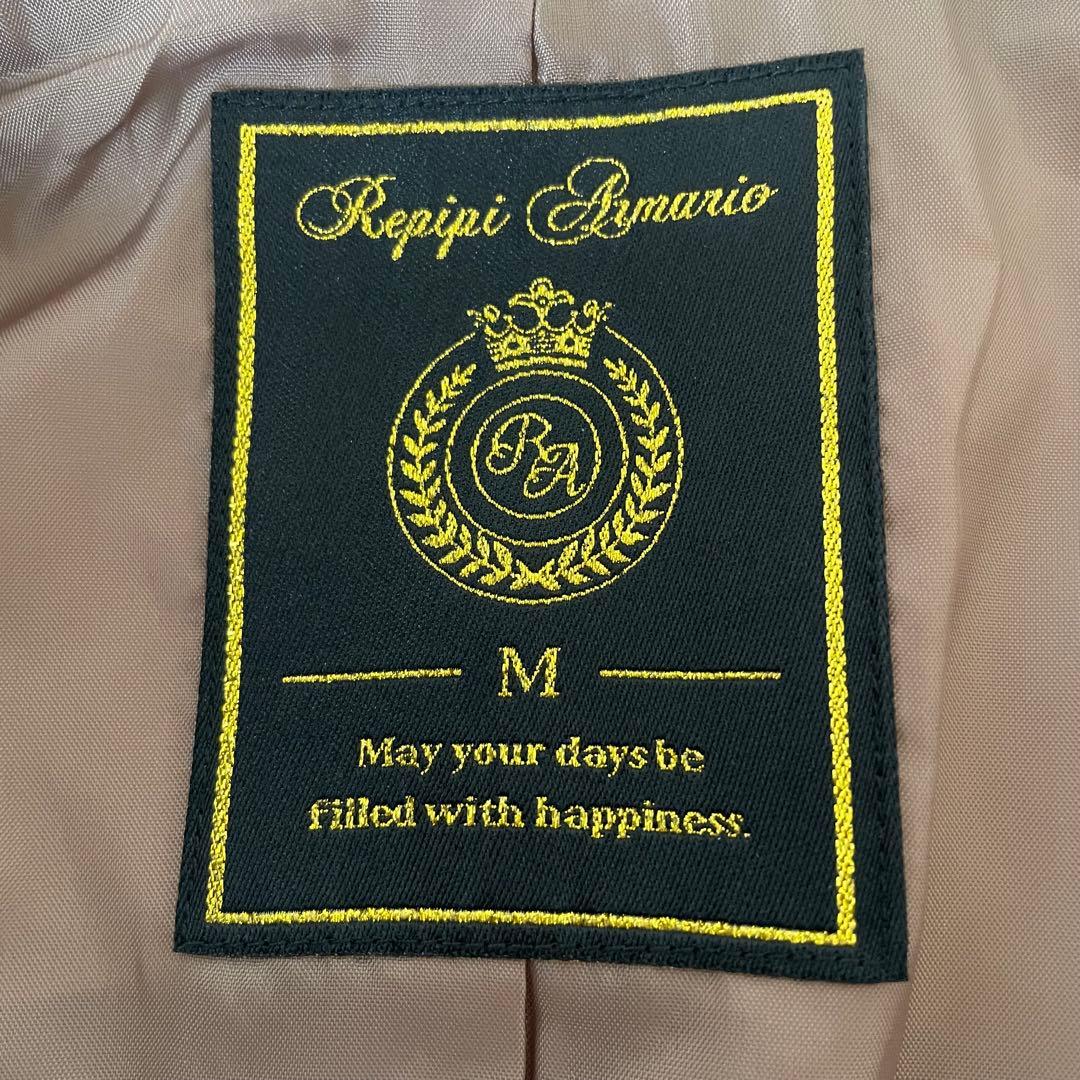 Repipi Armario
RA
M
May your days be
filled with happiness.